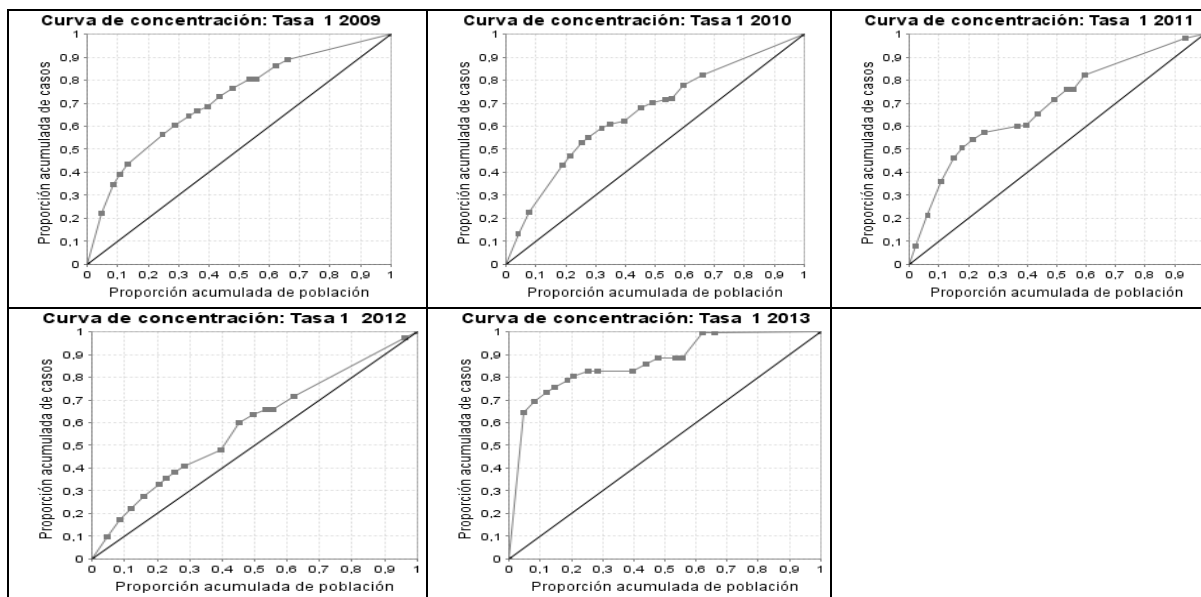 Curva de concentración: Tasa 1 2009
Proporción acumulada de casos
1
0,9
0,8
0,7
0,6
0,5
0,4
0,3
0,2
0,1
0
0 0,1 0,2 0,3 0,4 0,5 0,6 0,7 0,8 0,9 1
Proporción acumulada de población
Curva de concentración: Tasa 1 2010
Proporción acumulada de casos
1
0,9
0,8
0,7
0,6
0,5
0,4
0,3
0,2
0,1
0
0 0,1 0,2 0,3 0,4 0,5 0,6 0,7 0,8 0,9 1
Proporción acumulada de población
Curva de concentración: Tasa 1 2011
Proporción acumulada de casos
1
0,9
0,8
0,7
0,6
0,5
0,4
0,3
0,2
0,1
0
0 0,1 0,2 0,3 0,4 0,5 0,6 0,7 0,8 0,9
Proporción acumulada de población
Curva de concentración: Tasa 1 2012
Proporción acumulada de casos
1
0,9
0,8
0,7
0,6
0,5
0,4
0,3
0,2
0,1
0
0 0,1 0,2 0,3 0,4 0,5 0,6 0,7 0,8 0,9 1
Proporción acumulada de población
Curva de concentración: Tasa 1 2013
Proporción acumulada de casos
1
0,9
0,8
0,7
0,6
0,5
0,4
0,3
0,2
0,1
0
0 0,1 0,2 0,3 0,4 0,5 0,6 0,7 0,8 0,9 1
Proporción acumulada de población